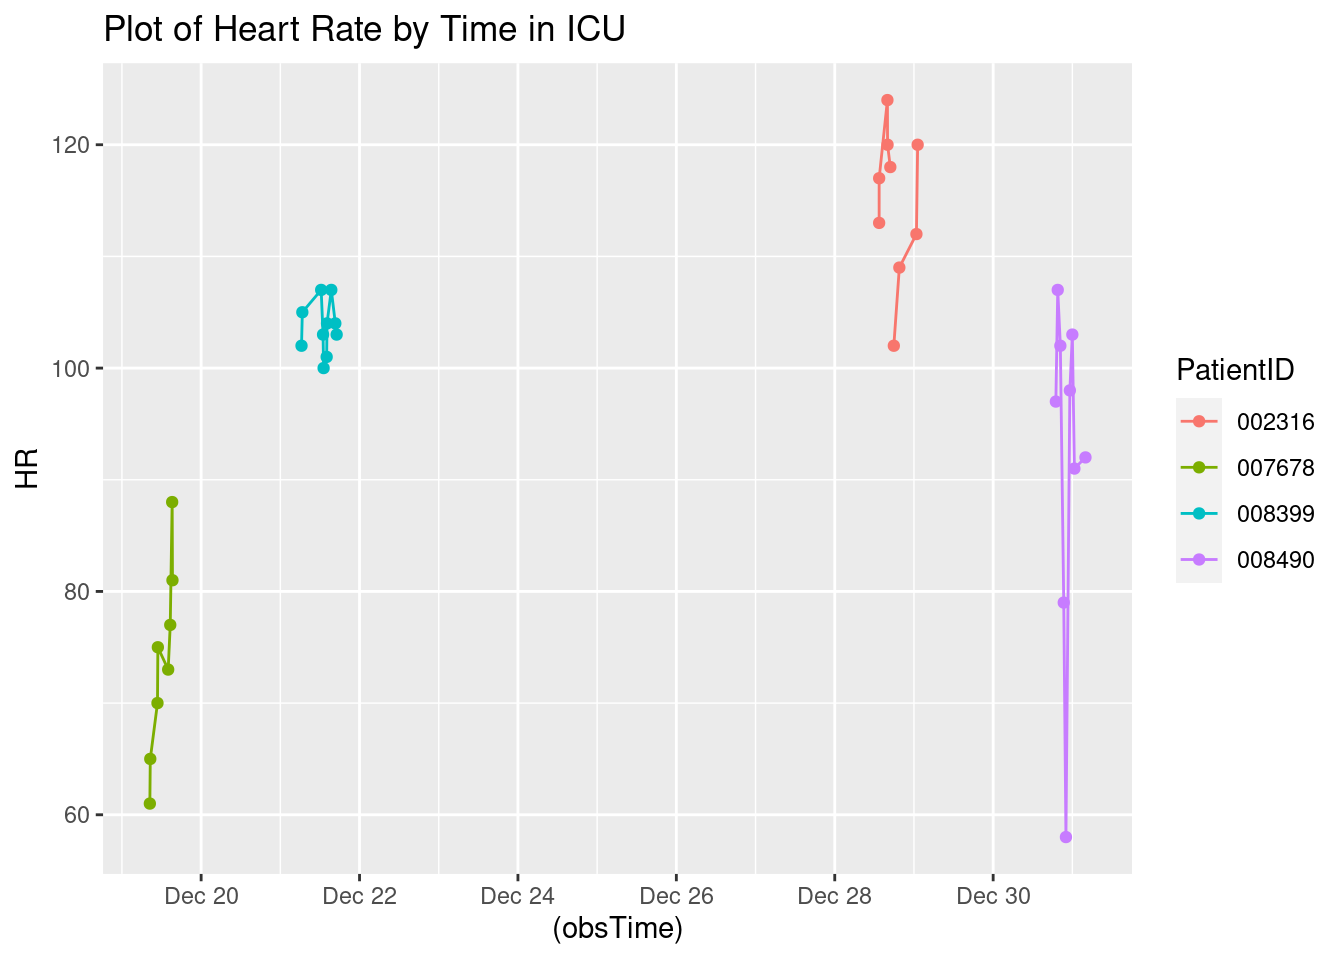 Plot of Heart Rate by Time in ICU
120
100
80
60
HR
Dec 20 Dec 22 Dec 24 Dec 26 Dec 28 Dec 30
(obsTime)
PatientID
002316
007678
008399
008490